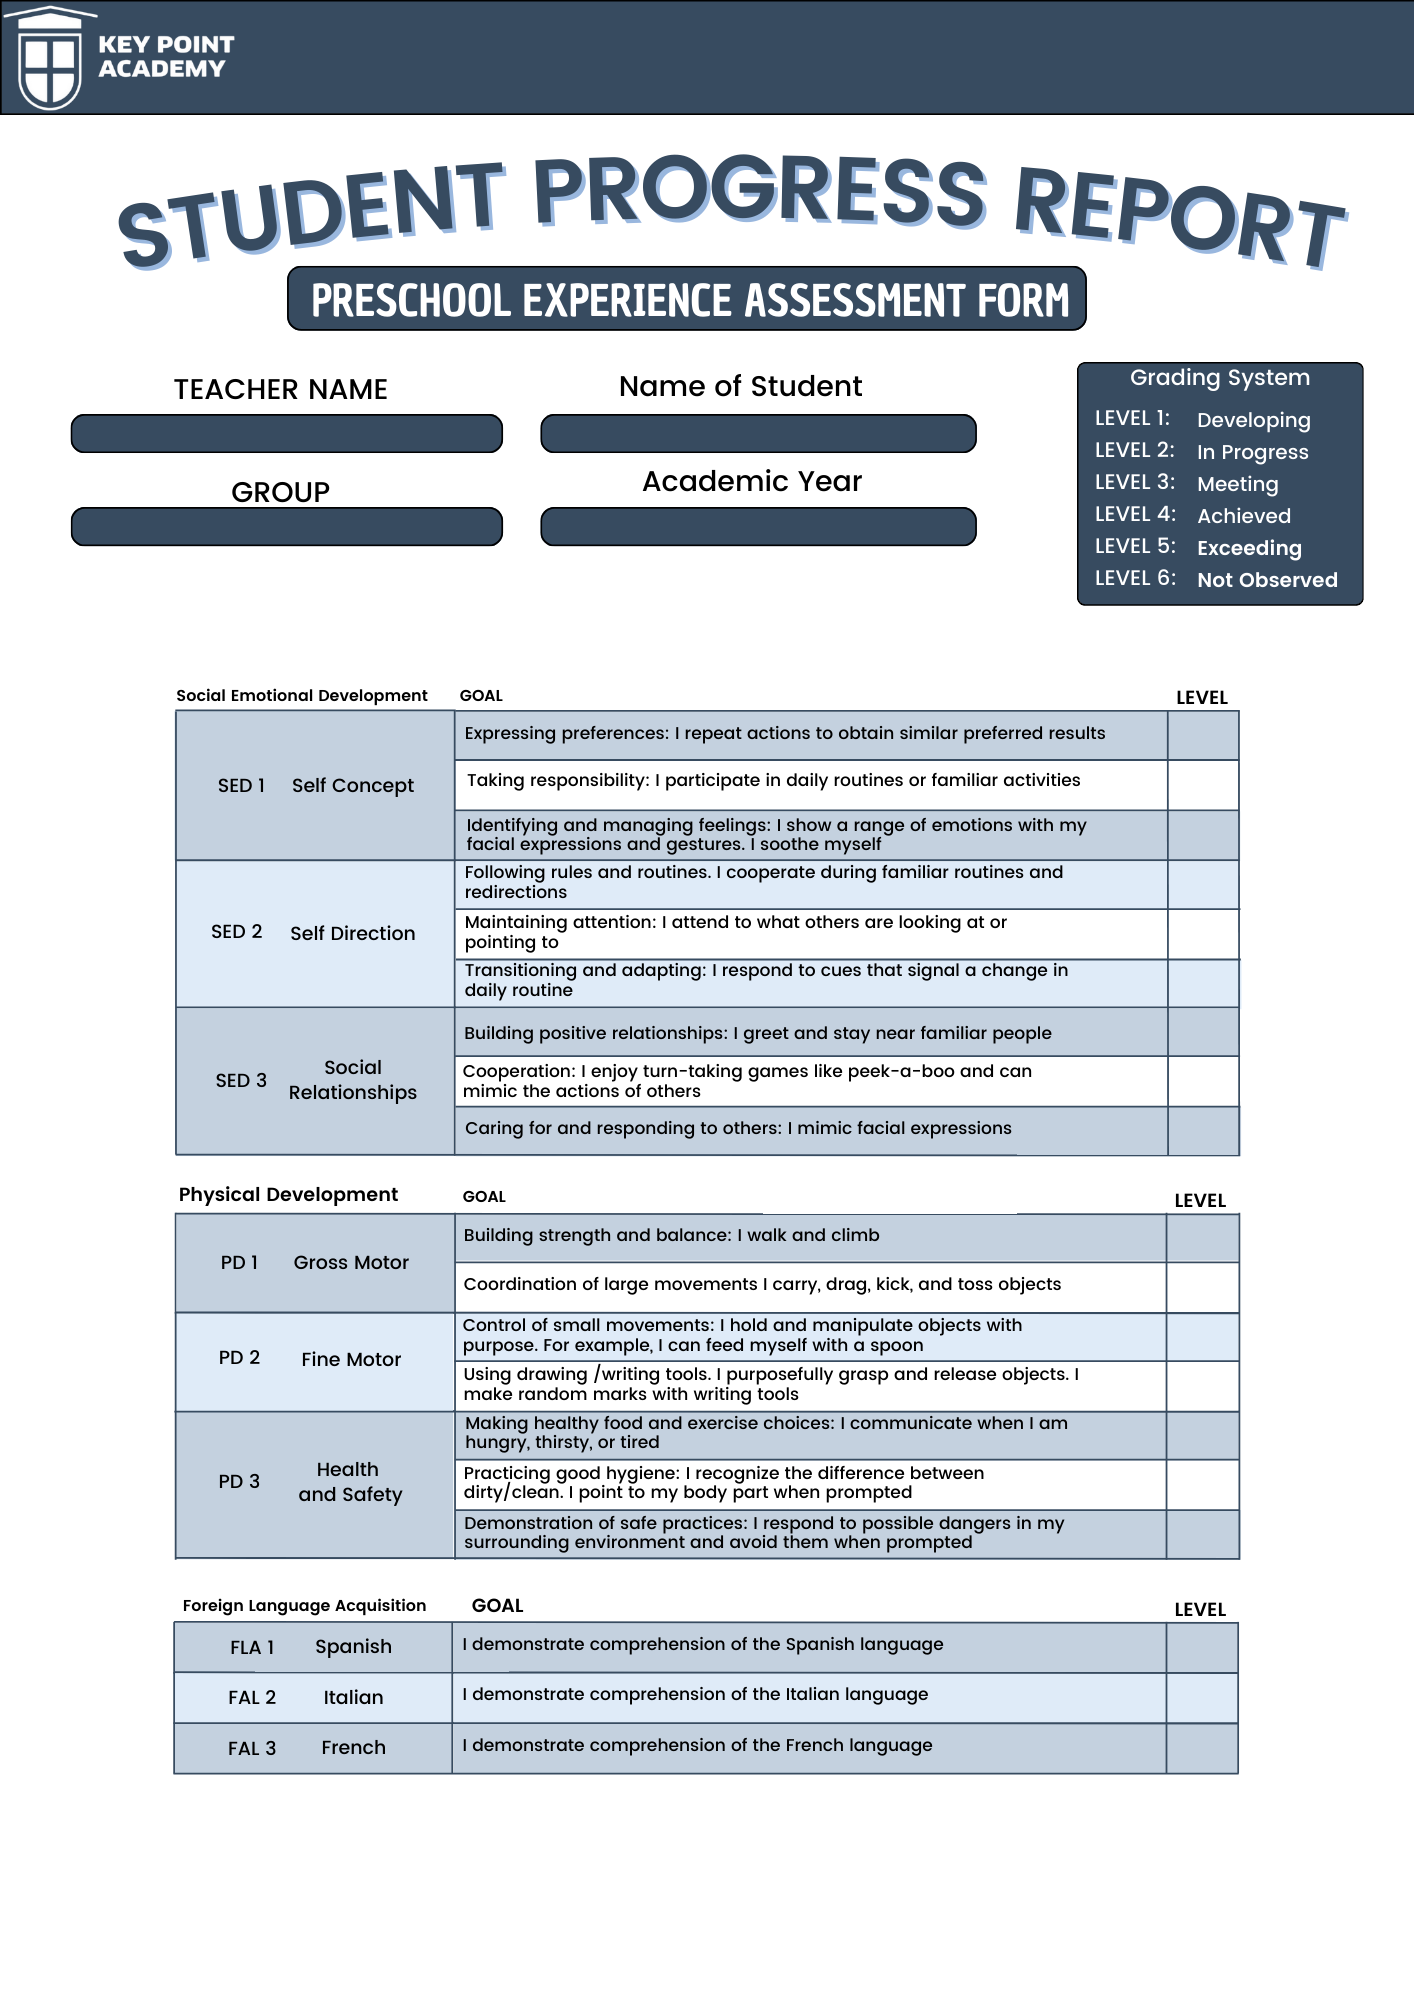 KEY POINT
ACADEMY
STUDENT PROGRESS REPORT
PRESCHOOL EXPERIENCE ASSESSMENT FORM
TEACHER NAME
Name of Student
GROUP
Academic Year
Grading System
LEVEL 1: Developing
LEVEL 2: In Progress
LEVEL 3: Meeting
LEVEL 4: Achieved
LEVEL 5: Exceeding
LEVEL 6: Not Observed
Social Emotional Development GOAL LEVEL
SED 1 Self Concept
Expressing preferences: I repeat actions to obtain similar preferred results
Taking responsibility: I participate in daily routines or familiar activities
Identifying and managing feelings: I show a range of emotions with my
facial expressions and gestures. I soothe myself
SED 2 Self Direction
Following rules and routines. I cooperate during familiar routines and
redirections
Maintaining attention: I attend to what others are looking at or
pointing to
Transitioning and adapting: I respond to cues that signal a change in
daily routine
SED 3 Social
Relationships
Building positive relationships: I greet and stay near familiar people
Cooperation: I enjoy turn-taking games like peek-a-boo and can
mimic the actions of others
Caring for and responding to others: I mimic facial expressions
Physical Development GOAL LEVEL
PD 1 Gross Motor
Building strength and balance: I walk and climb
Coordination of large movements I carry, drag, kick, and toss objects
PD 2 Fine Motor
Control of small movements: I hold and manipulate objects with
purpose. For example, I can feed myself with a spoon
Using drawing /writing tools. I purposefully grasp and release objects. I
make random marks with writing tools
PD 3 Health
and Safety
Making healthy food and exercise choices: I communicate when I am
hungry, thirsty, or tired
Practicing good hygiene: I recognize the difference between
dirty/clean. I point to my body part when prompted
Demonstration of safe practices: I respond to possible dangers in my
surrounding environment and avoid them when prompted
Foreign Language Acquisition GOAL LEVEL
FLA 1 Spanish I demonstrate comprehension of the Spanish language
FAL 2 Italian I demonstrate comprehension of the Italian language
FAL 3 French I demonstrate comprehension of the French language